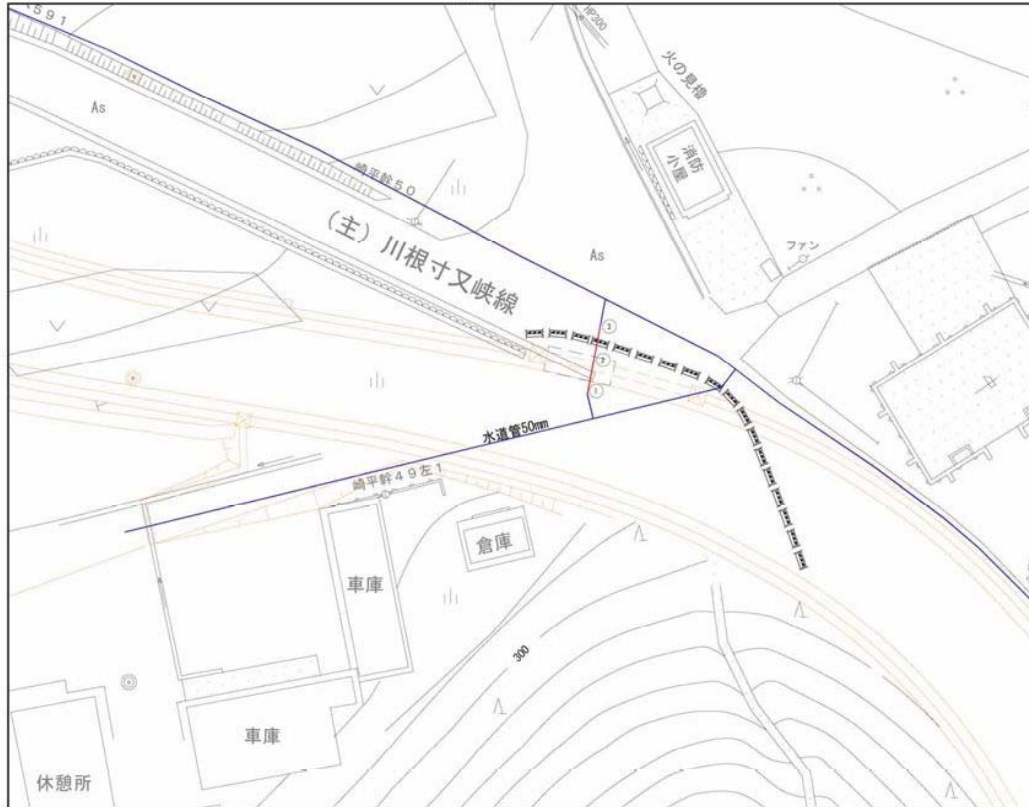 591
As
HP300
火の見櫓
消防
小屋
崎平幹50
(主)川根寸又峡線
As
ファン
③
②
①
水道管50mm
崎平幹49左1
倉庫
車庫
300
車庫
休憩所